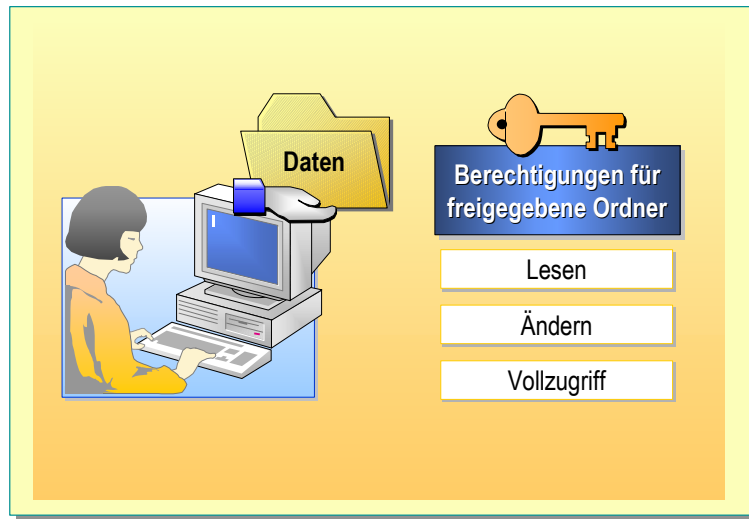 Daten
Berechtigungen für
freigegebene Ordner
Lesen
Ändern
Vollzugriff